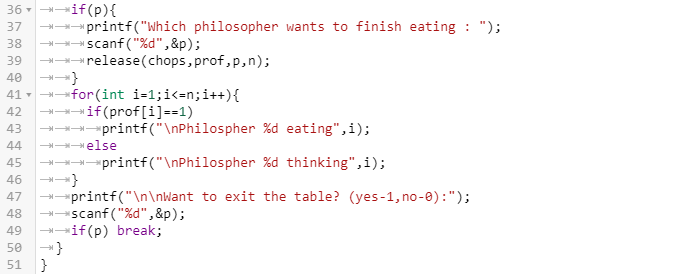 36 if(p){
37 printf("Which philosopher wants to finish eating : ");
38 scanf("%d",&p);
39 release(chops,prof,p,n);
40 }
41 for(int i=1;i<=n;i++){
42 if(prof[i]==1)
43 printf("\nPhilospher %d eating",i);
44 else
45 printf("\nPhilospher %d thinking",i);
46 }
47 printf("\n\nWant to exit the table? (yes-1,no-0):");
48 scanf("%d",&p);
49 if(p) break;
50 }
51 }